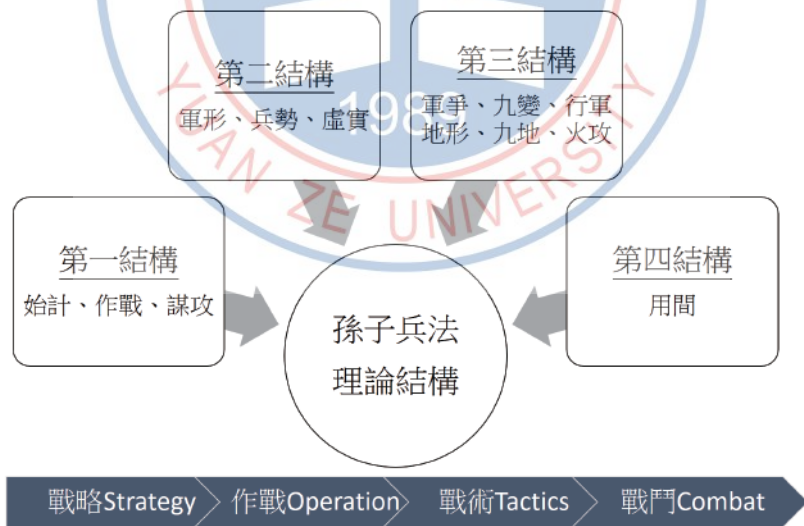 第二結構
軍形、兵勢、虛實
第三結構
軍爭、九變、行軍
地形、九地、火攻
1989
YUAN ZE UNIVERSITY
第一結構
始計、作戰、謀攻
第四結構
用間
孫子兵法
理論結構
戰略Strategy
作戰Operation
戰術Tactics
戰鬥Combat